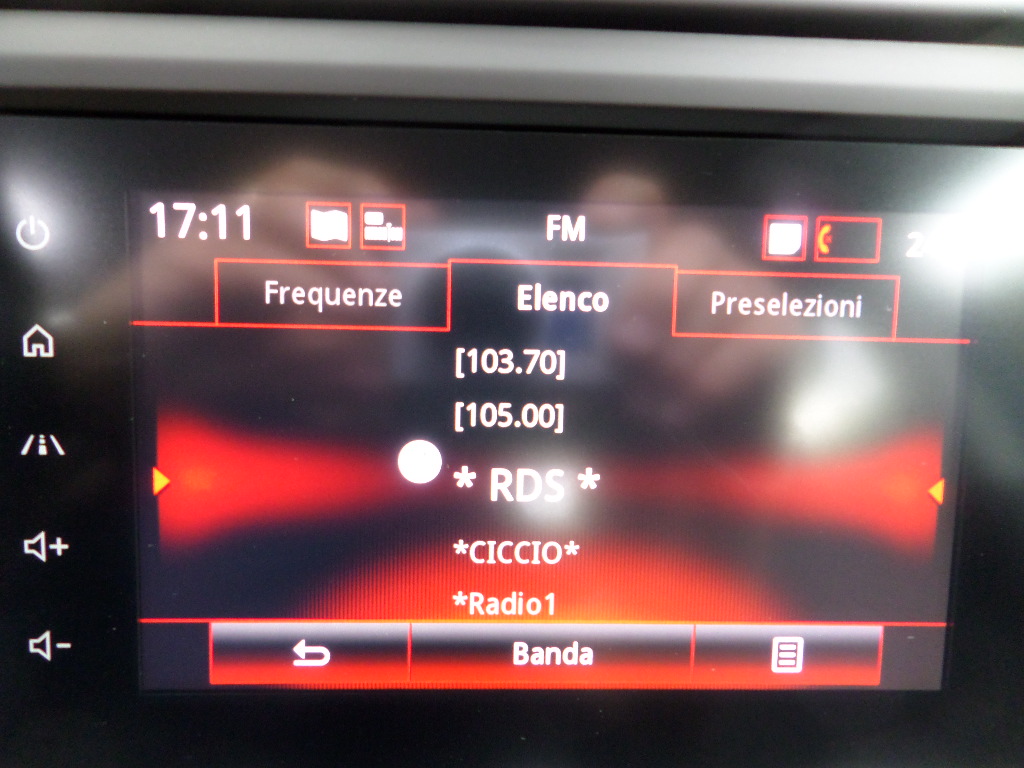 17:11 FM
Frequenze Elenco Preselezioni
[103.70]
[105.00]
* RDS *
*CICCIO*
*Radio1
Banda